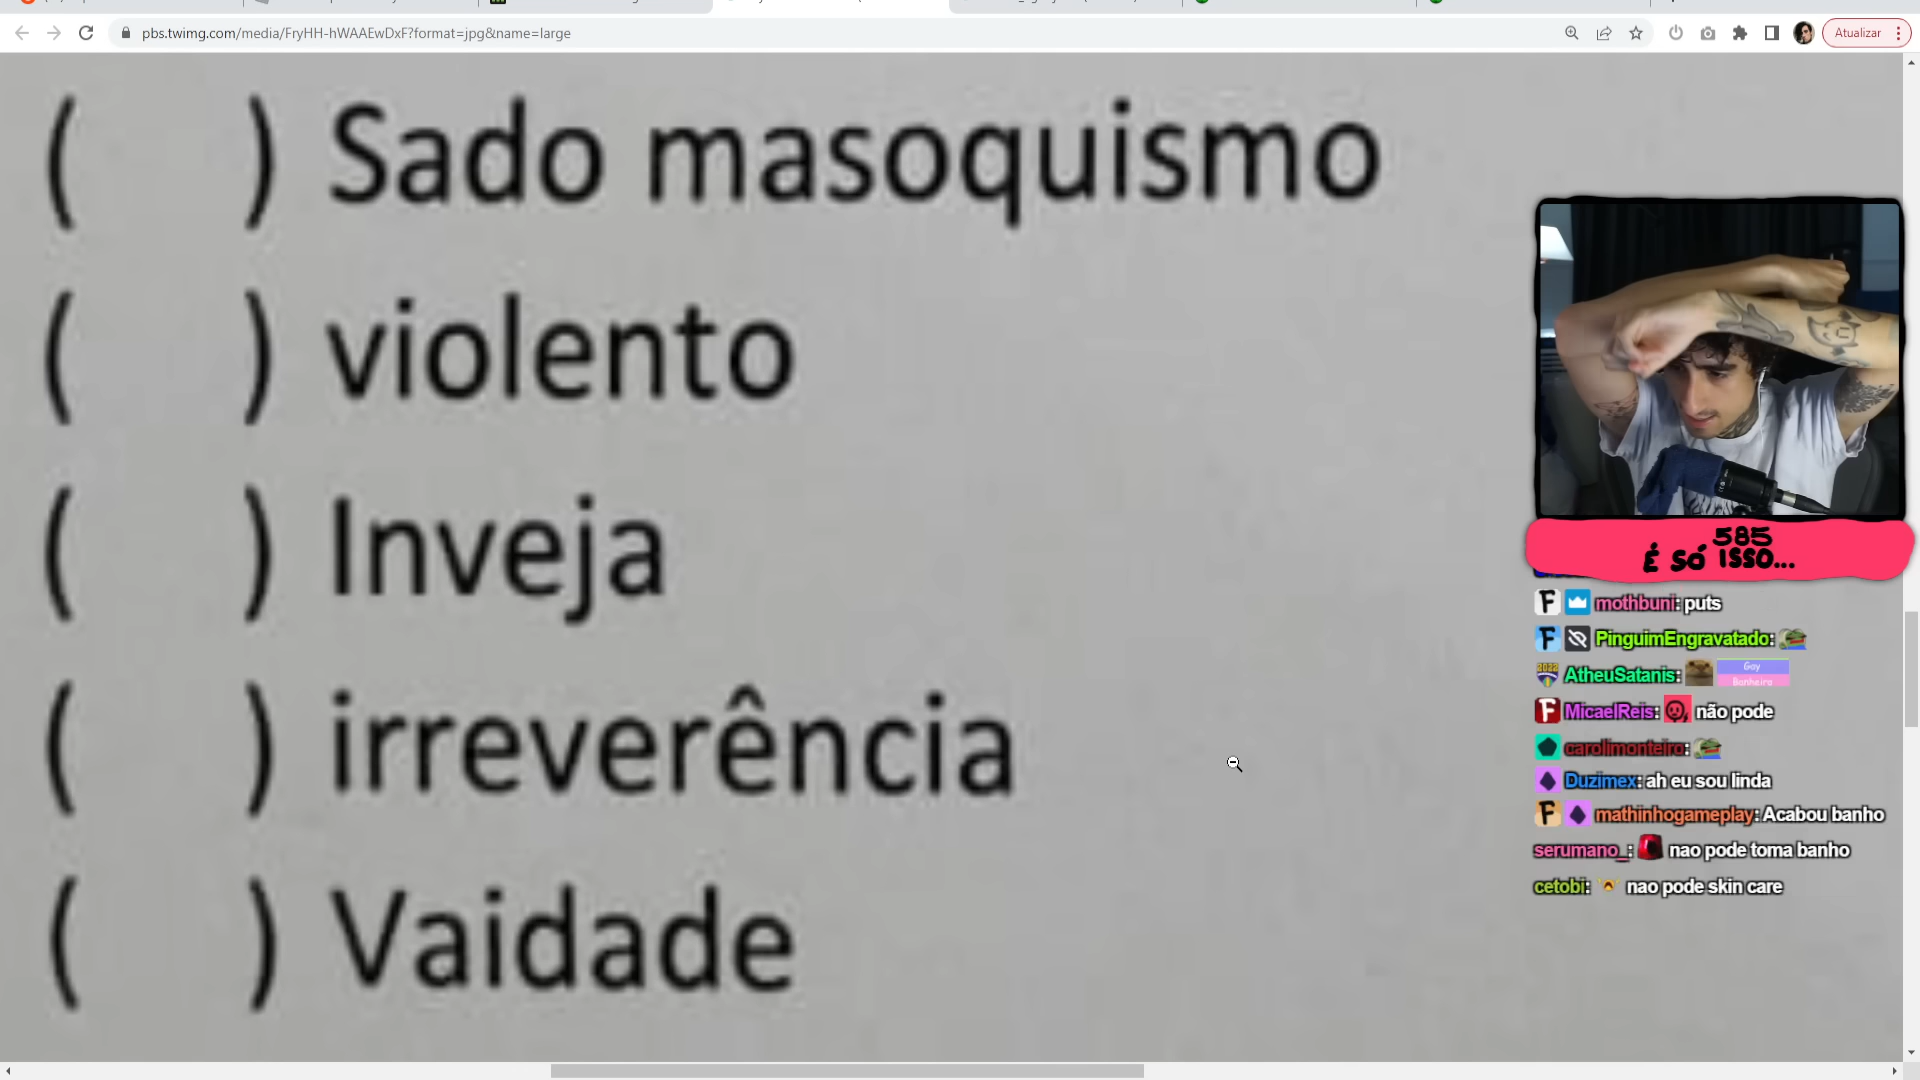 pbs.twimg.com/media/FryHH-hWAAEwDxF?format=jpg&name=large
Atualizar
( ) Sado masoquismo
( ) violento
( ) Inveja
( ) irreverência
( ) Vaidade
585
É SÓ ISSO...
mothbuni: puts
PinguimEngravatado:
AtheuSatanis: Gay Banheiro
MicaelReis: não pode
carolimonteiro:
Duzimex: ah eu sou linda
mathinhogameplay: Acabou banho
serumano_: nao pode toma banho
cetobi: nao pode skin care